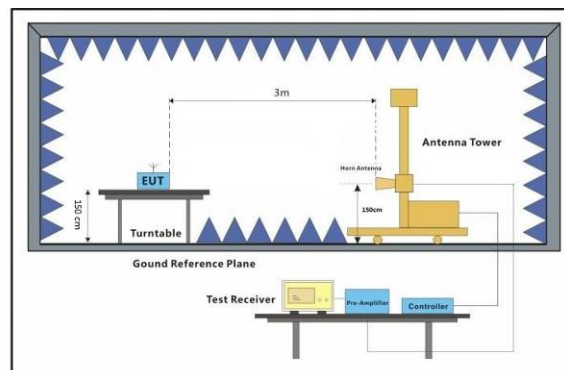 3m
Antenna Tower
Horn Antenna
EUT
150 cm
150cm
Turntable
Gound Reference Plane
Test Receiver
Pre-Amplifier
Controller